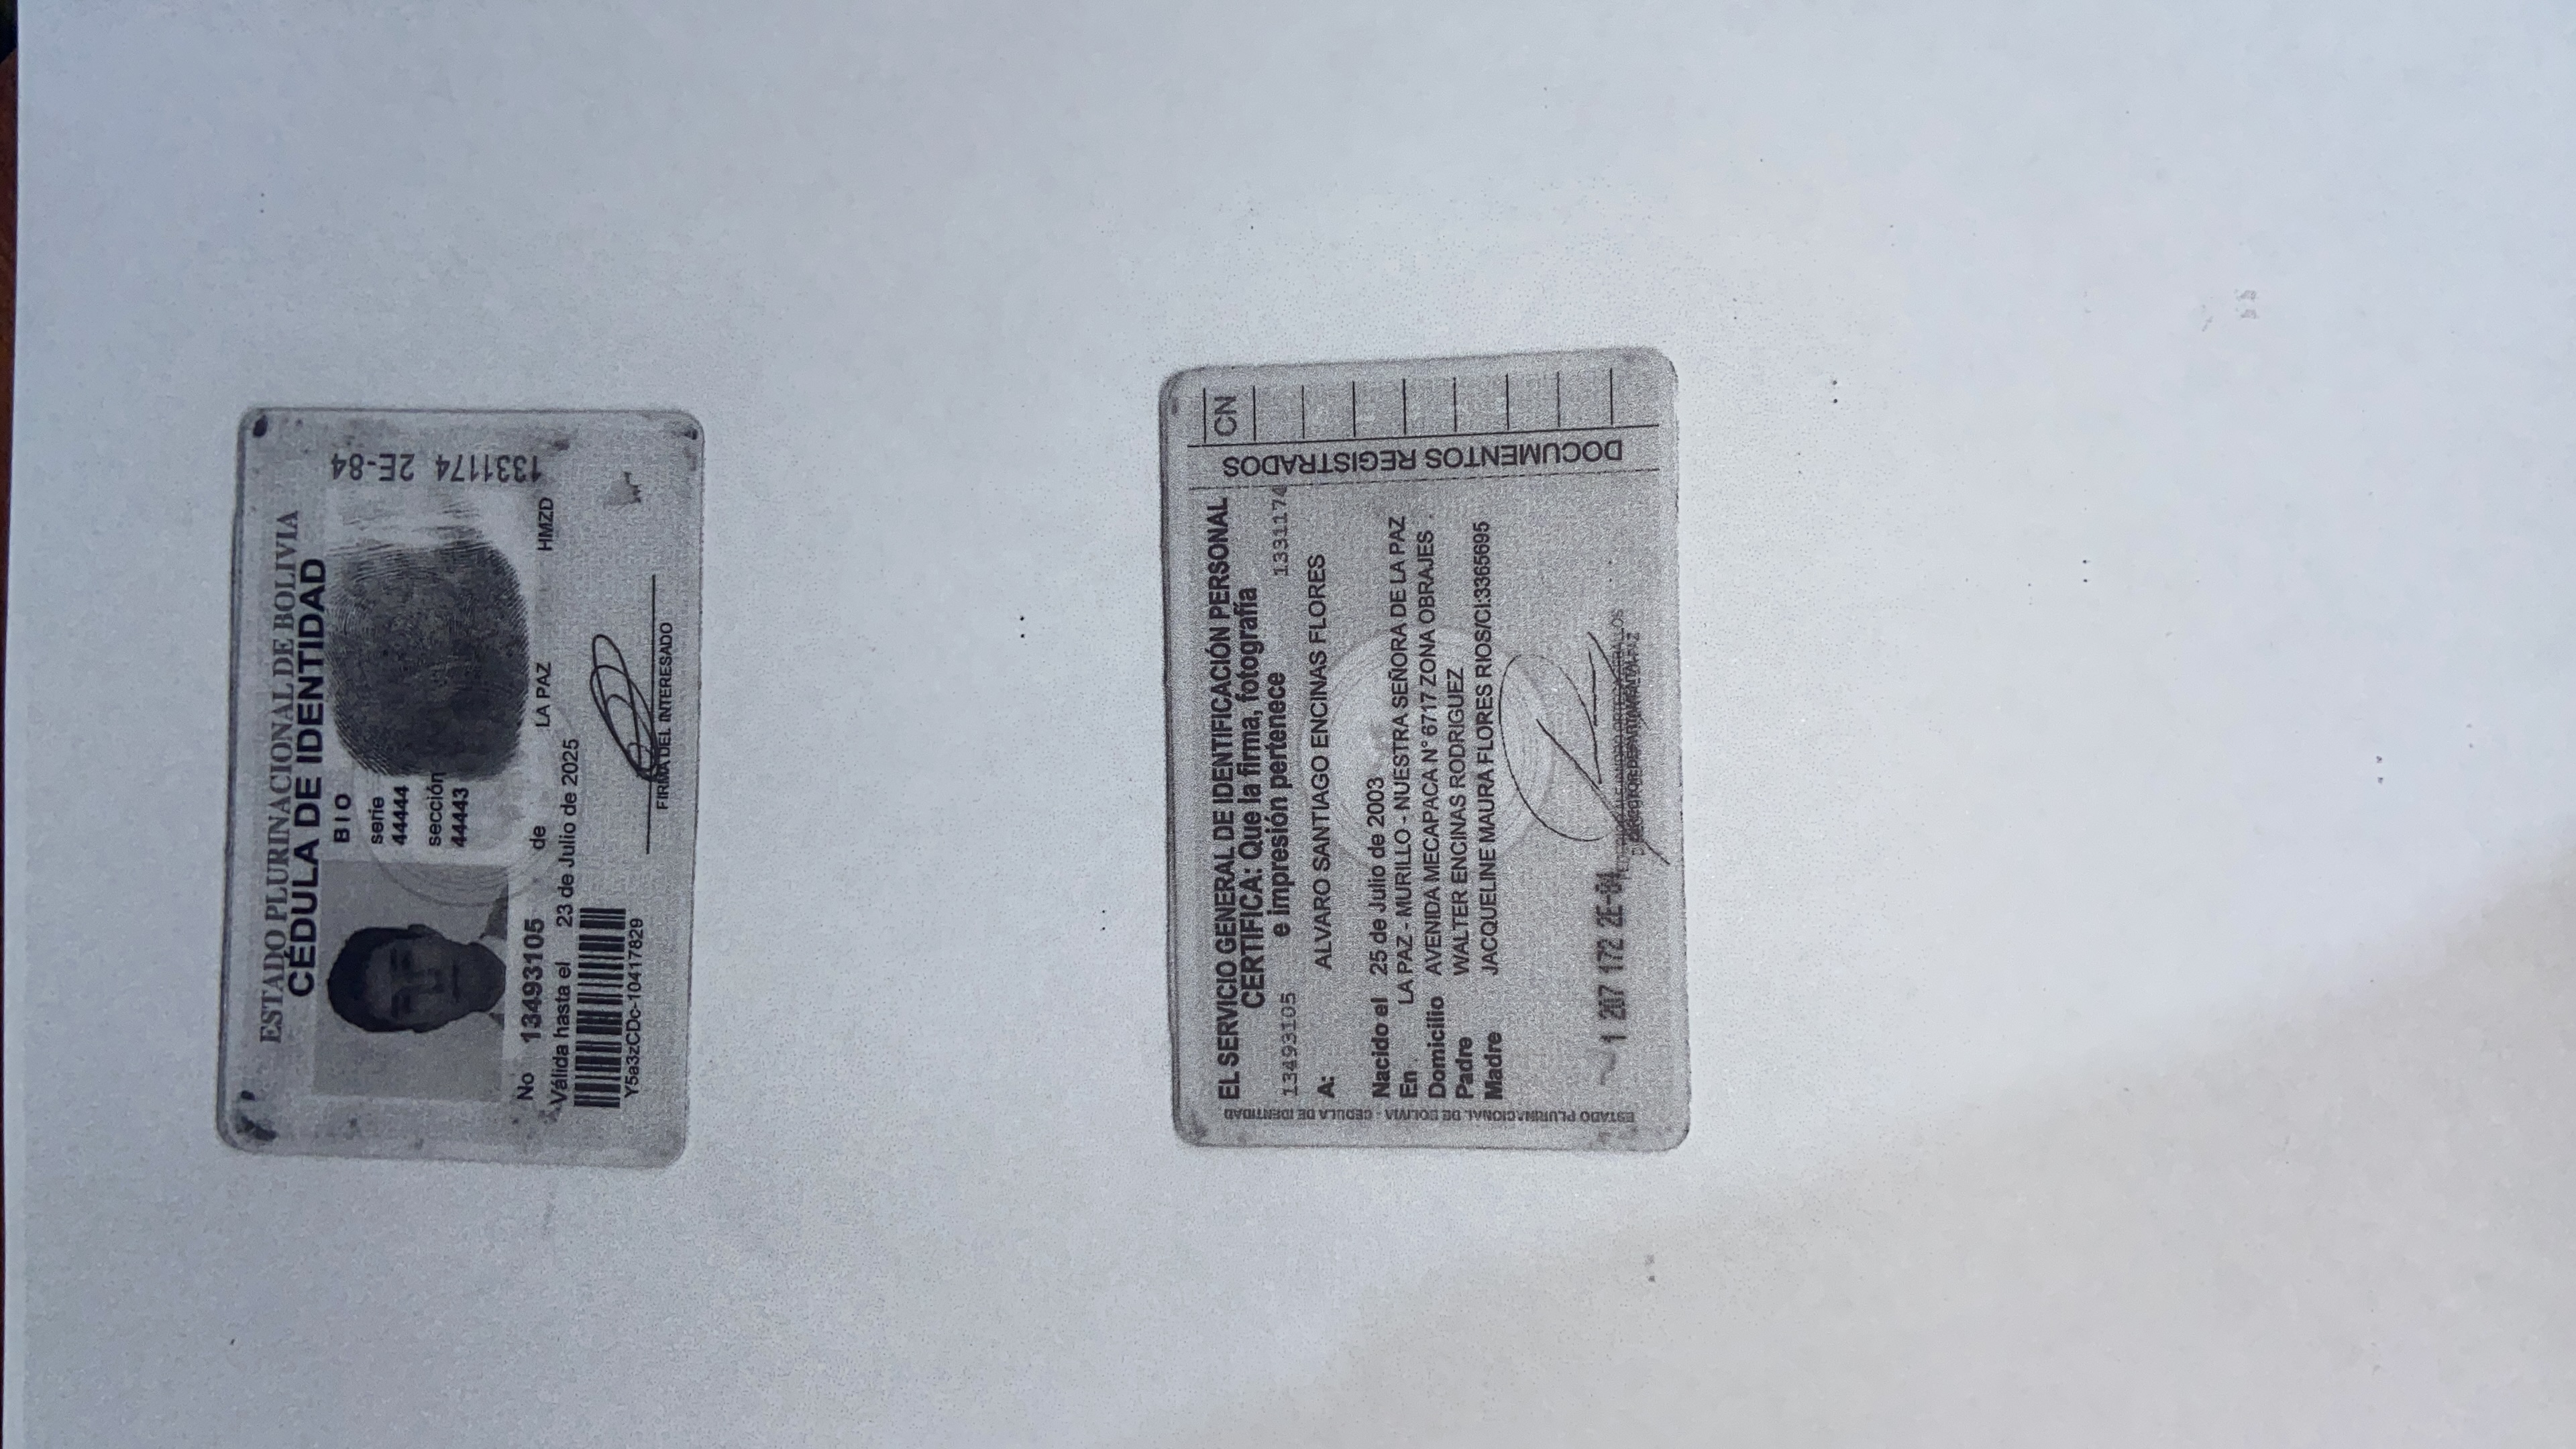 ESTADO PLURINACIONAL DE BOLIVIA
CÉDULA DE IDENTIDAD
BIO
serie
44444
sección
44443
1331174 2E-84
No 13493105 de LA PAZ HMZD
Válida hasta el 23 de Julio de 2025
Y5a3zCDc-10417829
FIRMA DEL INTERESADO
EL SERVICIO GENERAL DE IDENTIFICACIÓN PERSONAL
CERTIFICA: Que la firma, fotografía
e impresión pertenece
13493105 1331174
A: ALVARO SANTIAGO ENCINAS FLORES
Nacido el 25 de Julio de 2003
En LA PAZ - MURILLO - NUESTRA SEÑORA DE LA PAZ
Domicilio AVENIDA MECAPACA N° 6717 ZONA OBRAJES
Padre WALTER ENCINAS RODRIGUEZ
Madre JACQUELINE MAURA FLORES RIOS/CI:3365695
1 207 172 2E-84
DIRECTOR DEPARTAMENTAL
ESTADO PLURINACIONAL DE BOLIVIA - CEDULA DE IDENTIDAD
DOCUMENTOS REGISTRADOS
CN